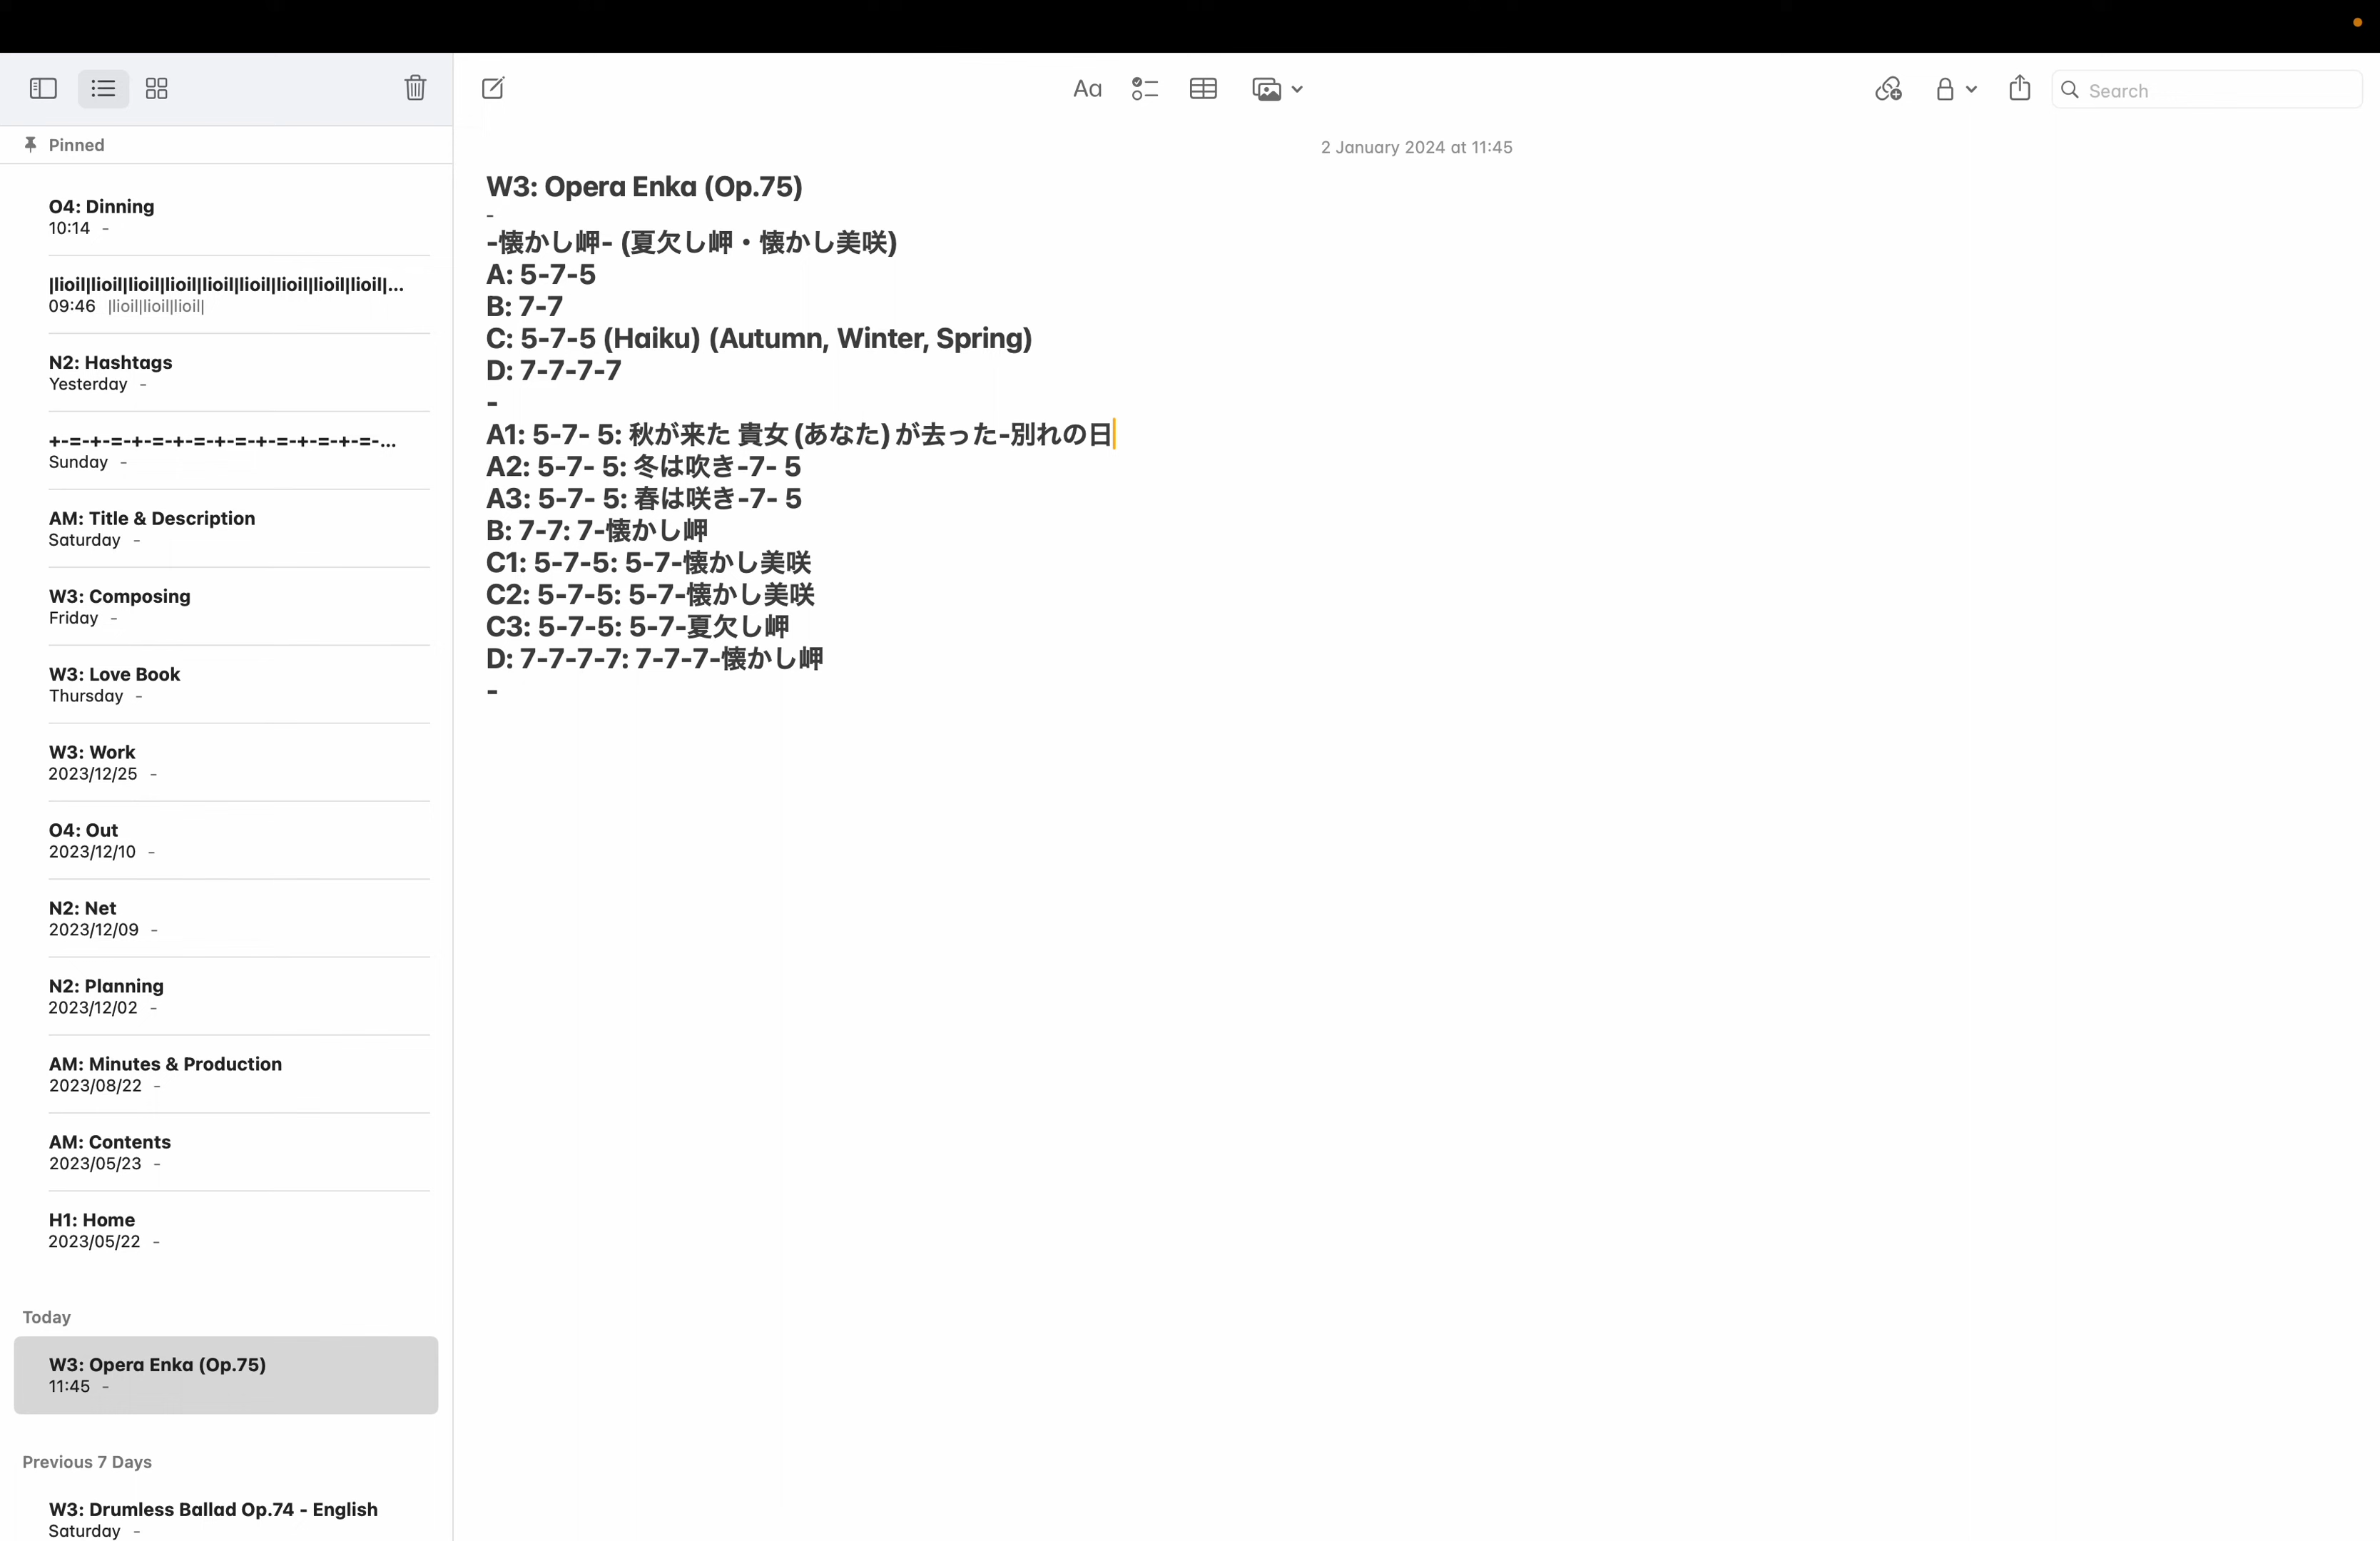 Pinned
O4: Dinning
10:14 -
|lioil|lioil|lioil|lioil|lioil|lioil|lioil|lioil|lioil|...
09:46 |lioil|lioil|lioil|
N2: Hashtags
Yesterday -
+-=-+-=-+-=-+-=-+-=-+-=-+-=-+-=-...
Sunday -
AM: Title & Description
Saturday -
W3: Composing
Friday -
W3: Love Book
Thursday -
W3: Work
2023/12/25 -
O4: Out
2023/12/10 -
N2: Net
2023/12/09 -
N2: Planning
2023/12/02 -
AM: Minutes & Production
2023/08/22 -
AM: Contents
2023/05/23 -
H1: Home
2023/05/22 -
Today
W3: Opera Enka (Op.75)
11:45 -
Previous 7 Days
W3: Drumless Ballad Op.74 - English
Saturday -
Aa
Search
2 January 2024 at 11:45
W3: Opera Enka (Op.75)
-
-懐かし岬- (夏欠し岬・懐かし美咲)
A: 5-7-5
B: 7-7
C: 5-7-5 (Haiku) (Autumn, Winter, Spring)
D: 7-7-7-7
-
A1: 5-7- 5: 秋が来た 貴女 (あなた) が去った-別れの日
A2: 5-7- 5: 冬は吹き-7- 5
A3: 5-7- 5: 春は咲き-7- 5
B: 7-7: 7-懐かし岬
C1: 5-7-5: 5-7-懐かし美咲
C2: 5-7-5: 5-7-懐かし美咲
C3: 5-7-5: 5-7-夏欠し岬
D: 7-7-7-7: 7-7-7-懐かし岬
-